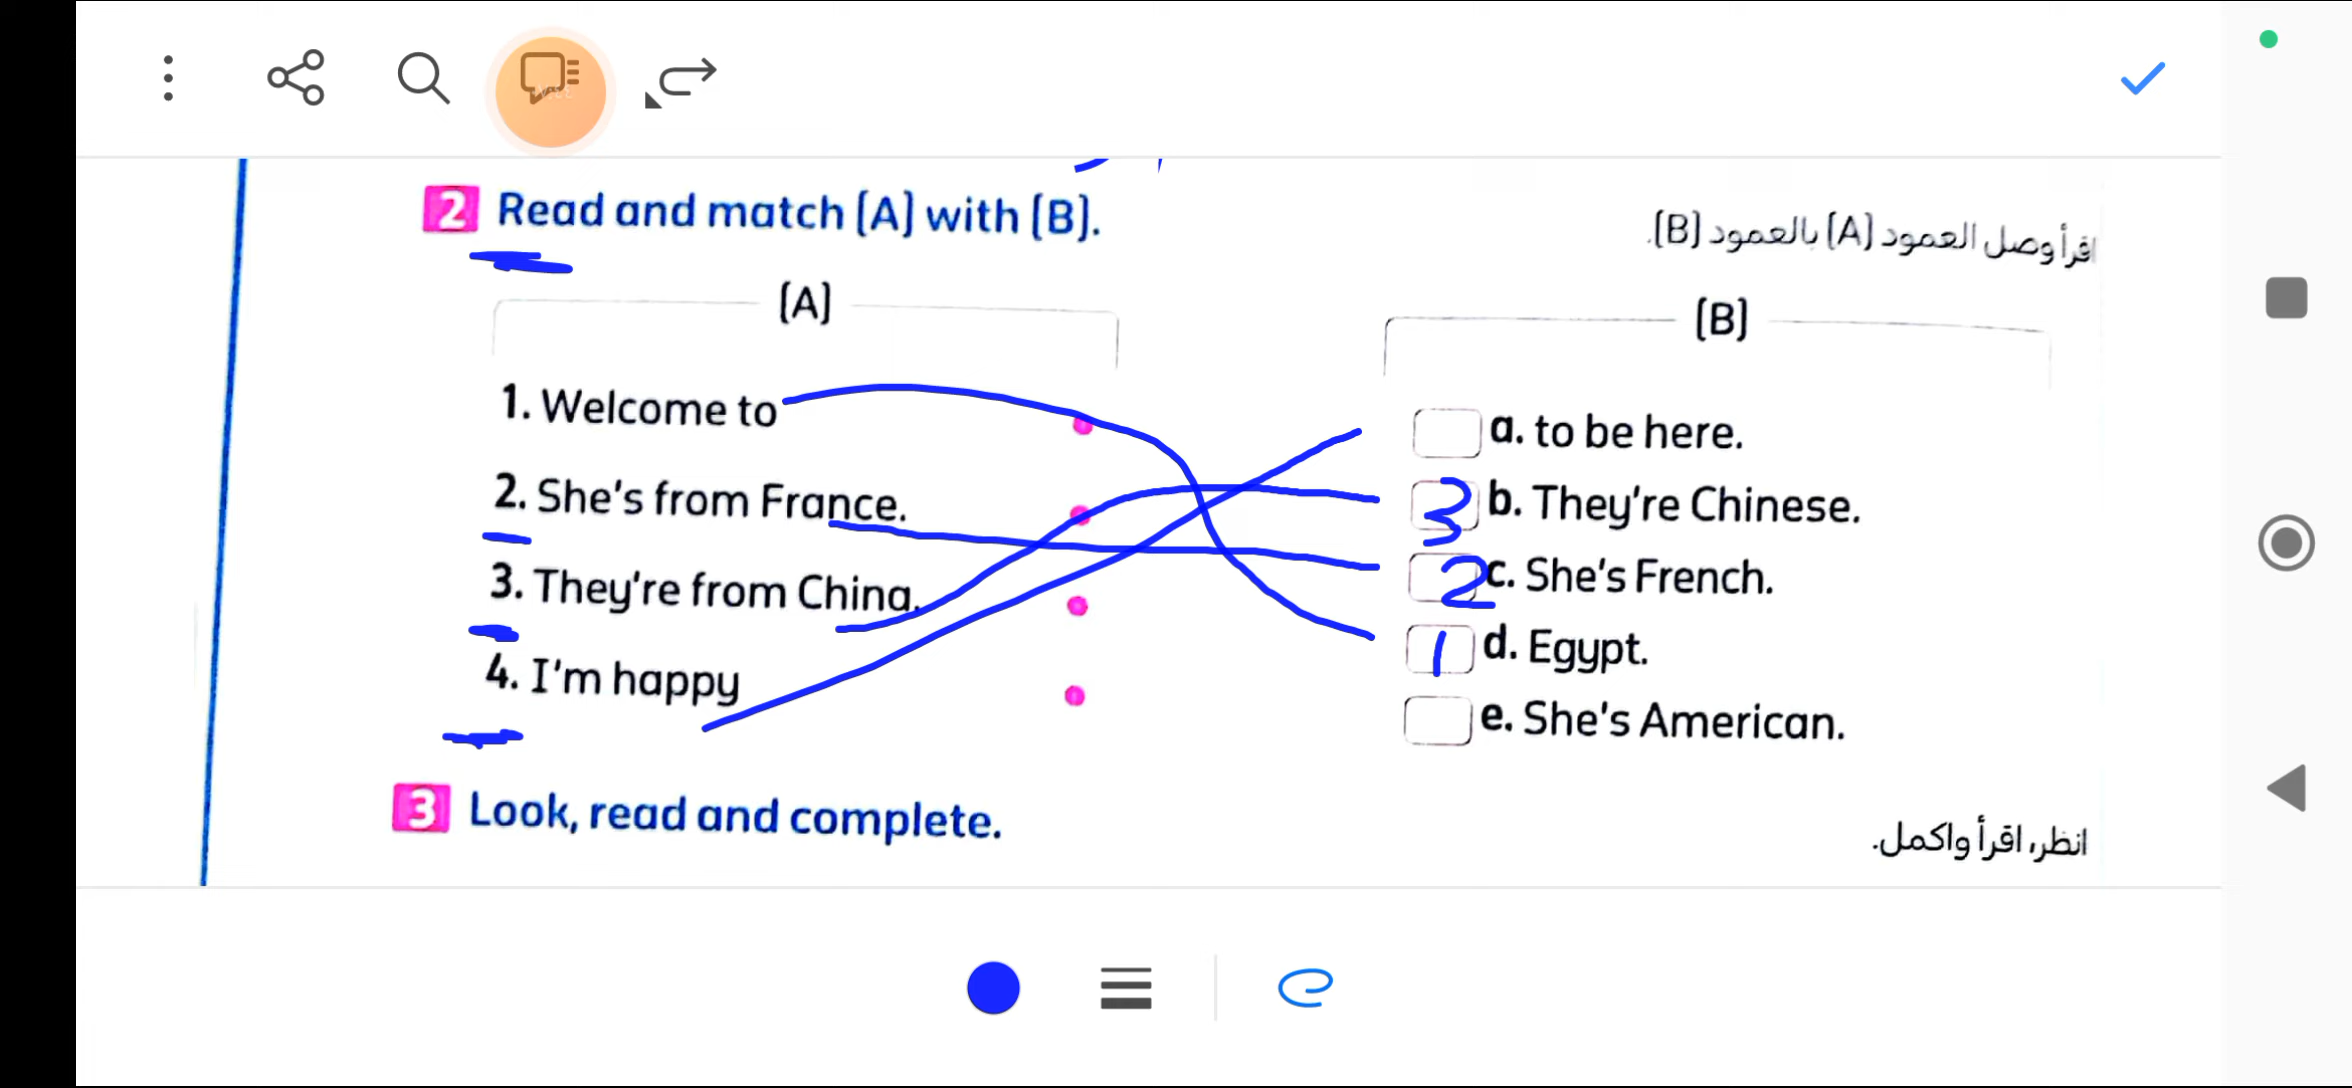 2 Read and match (A) with (B).
اقرأ وصل العمود (A) بالعمود (B).
(A)
(B)
1. Welcome to
2. She's from France.
3. They're from China.
4. I'm happy
a. to be here.
3 b. They're Chinese.
2 c. She's French.
1 d. Egypt.
e. She's American.
3 Look, read and complete.
انظر، اقرأ واكمل.